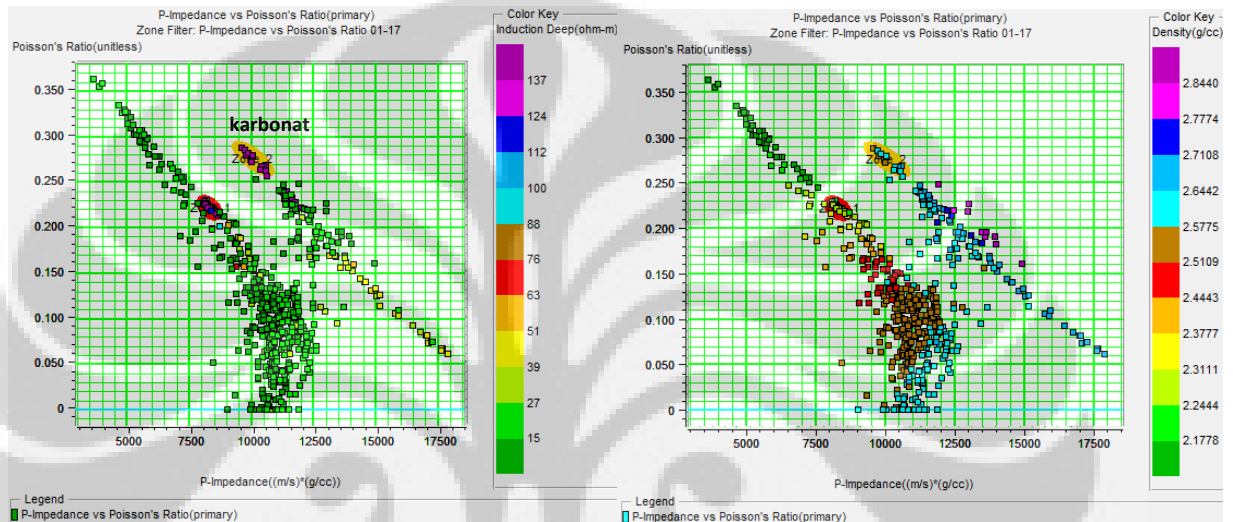 P-Impedance vs Poisson's Ratio(primary)
Zone Filter: P-Impedance vs Poisson's Ratio 01-17
Poisson's Ratio(unitless)
Color Key
Induction Deep(ohm-m)
137
124
112
100
88
76
63
51
39
27
15
0.350
0.300
0.250
0.200
0.150
0.100
0.050
0
karbonat
5000 7500 10000 12500 15000 17500
P-Impedance((m/s)*(g/cc))
Legend
P-Impedance vs Poisson's Ratio(primary)
P-Impedance vs Poisson's Ratio(primary)
Zone Filter: P-Impedance vs Poisson's Ratio 01-17
Poisson's Ratio(unitless)
Color Key
Density(g/cc)
2.8440
2.7774
2.7108
2.6442
2.5775
2.5109
2.4443
2.3777
2.3111
2.2444
2.1778
0.350
0.300
0.250
0.200
0.150
0.100
0.050
0
5000 7500 10000 12500 15000 17500
P-Impedance((m/s)*(g/cc))
Legend
P-Impedance vs Poisson's Ratio(primary)